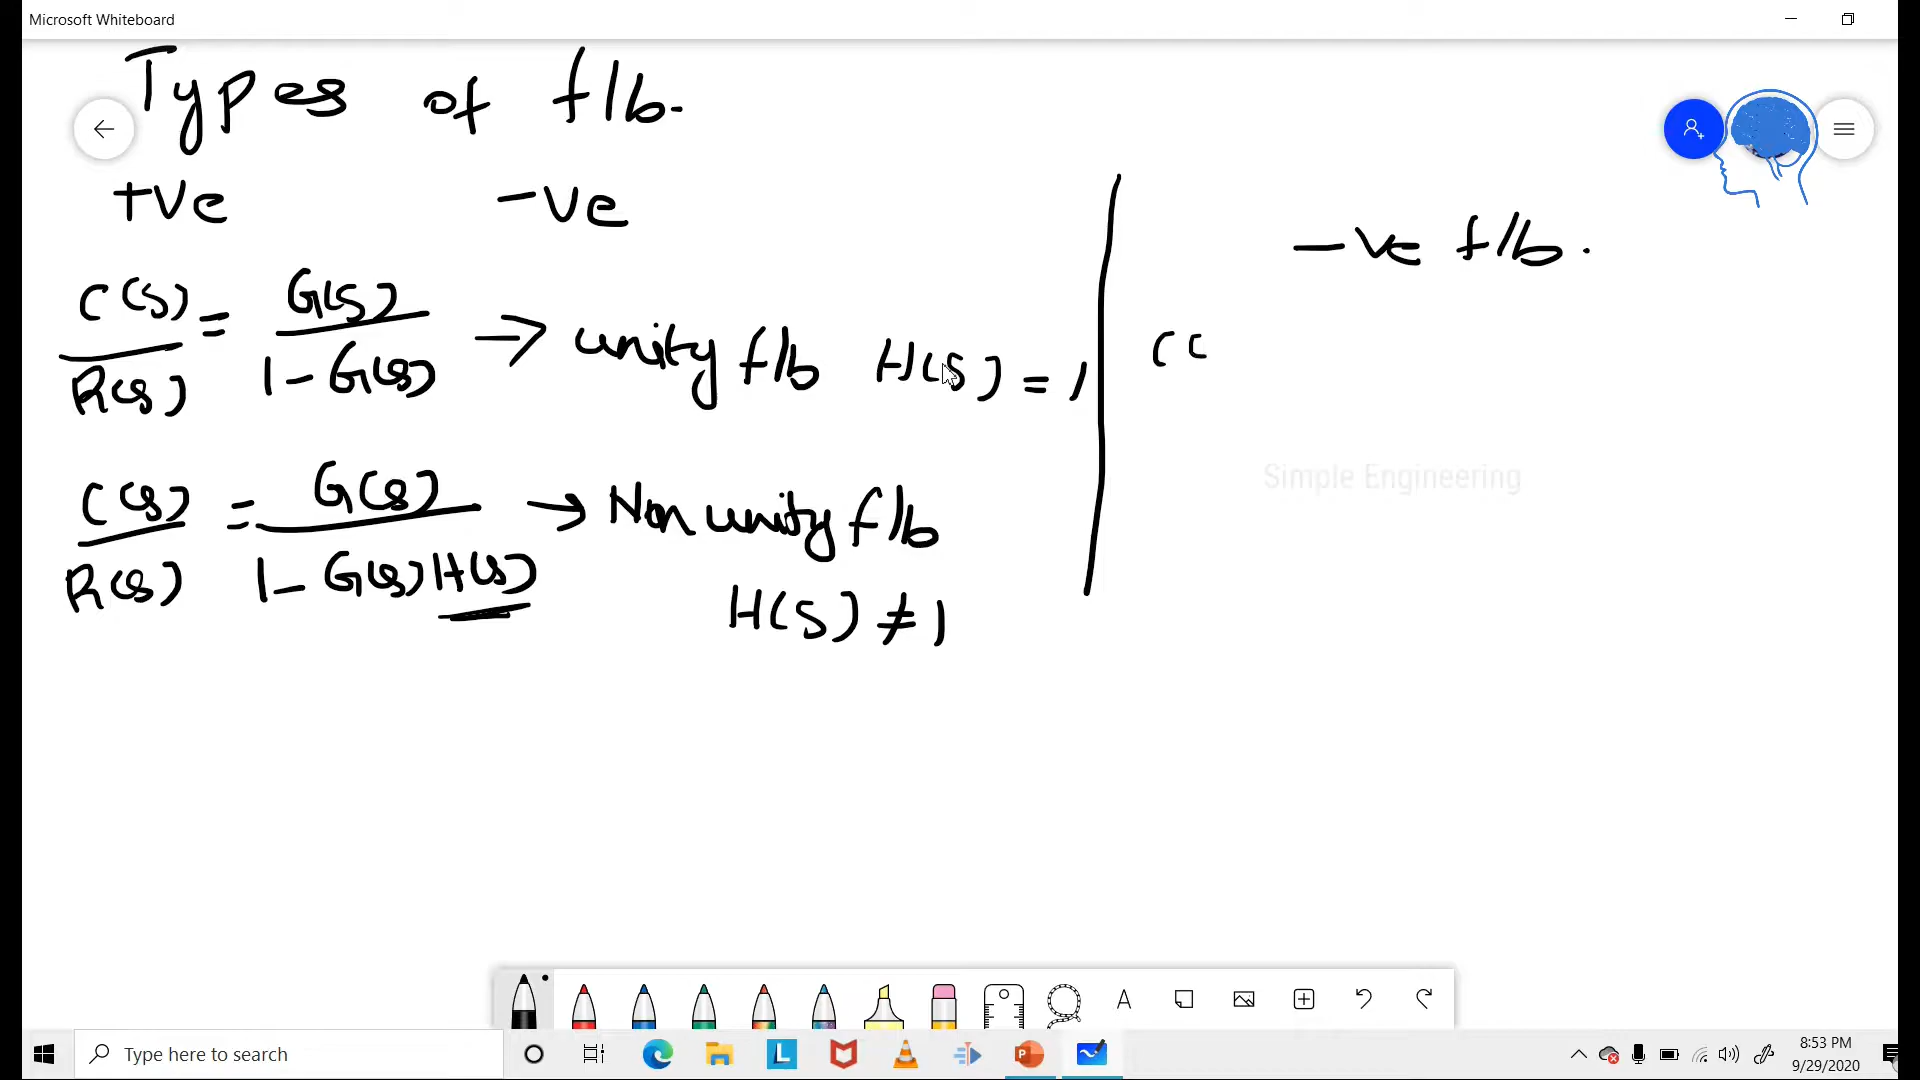 Microsoft Whiteboard
Types of f/b.
+ve -ve
C(s)/R(s) = G(s)/1 - G(s) → unity f/b H(s) = 1
C(s)/R(s) = G(s)/1 - G(s)H(s) → Non unity f/b
H(s) ≠ 1
-ve f/b.
C(
Simple Engineering
Type here to search
8:53 PM
9/29/2020